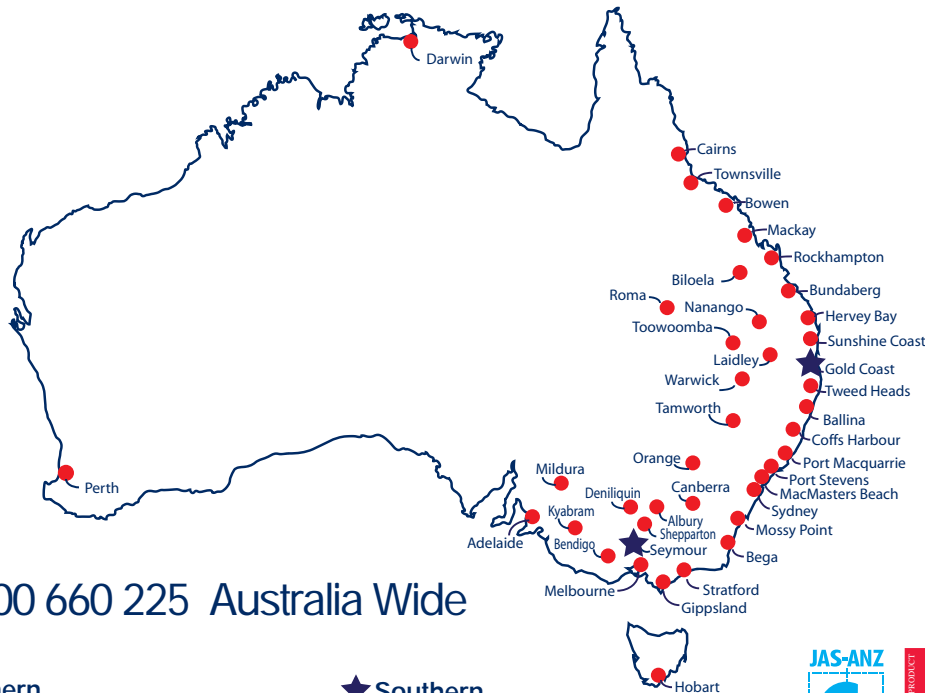 Darwin
Cairns
Townsville
Bowen
Mackay
Rockhampton
Biloela
Bundaberg
Roma
Nanango
Hervey Bay
Toowoomba
Sunshine Coast
Laidley
Gold Coast
Warwick
Tweed Heads
Tamworth
Ballina
Coffs Harbour
Orange
Port Macquarrie
Mildura
Port Stevens
Perth
Canberra
Deniliquin
MacMasters Beach
Kyabram
Sydney
Albury
Mossy Point
Shepparton
Adelaide
Bendigo
Seymour
Bega
Melbourne
Stratford
Gippsland
00 660 225 Australia Wide
JAS-ANZ
PRODUCT
ern
Southern
Hobart